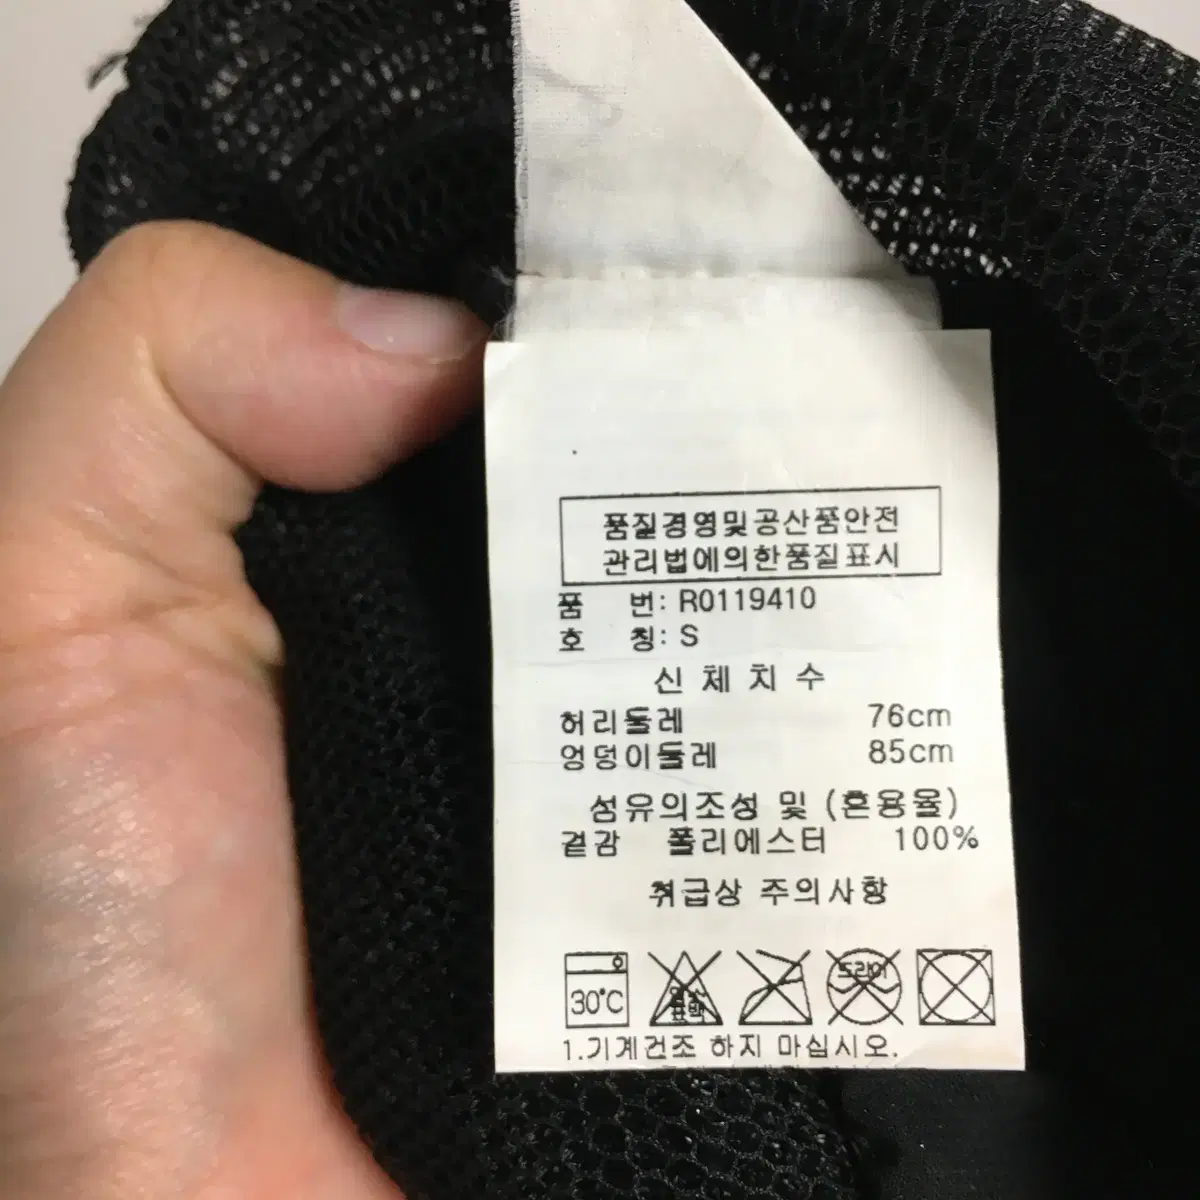 품질경영및공산품안전
관리법에의한품질표시
품 번: R0119410
호 칭: S
신 체 치 수
허리둘레 76cm
엉덩이둘레 85cm
섬유의조성 및 (혼용율)
겉감 폴리에스터 100%
취급상 주의사항
30℃ 염소표백 드라이
1.기계건조 하지 마십시오.